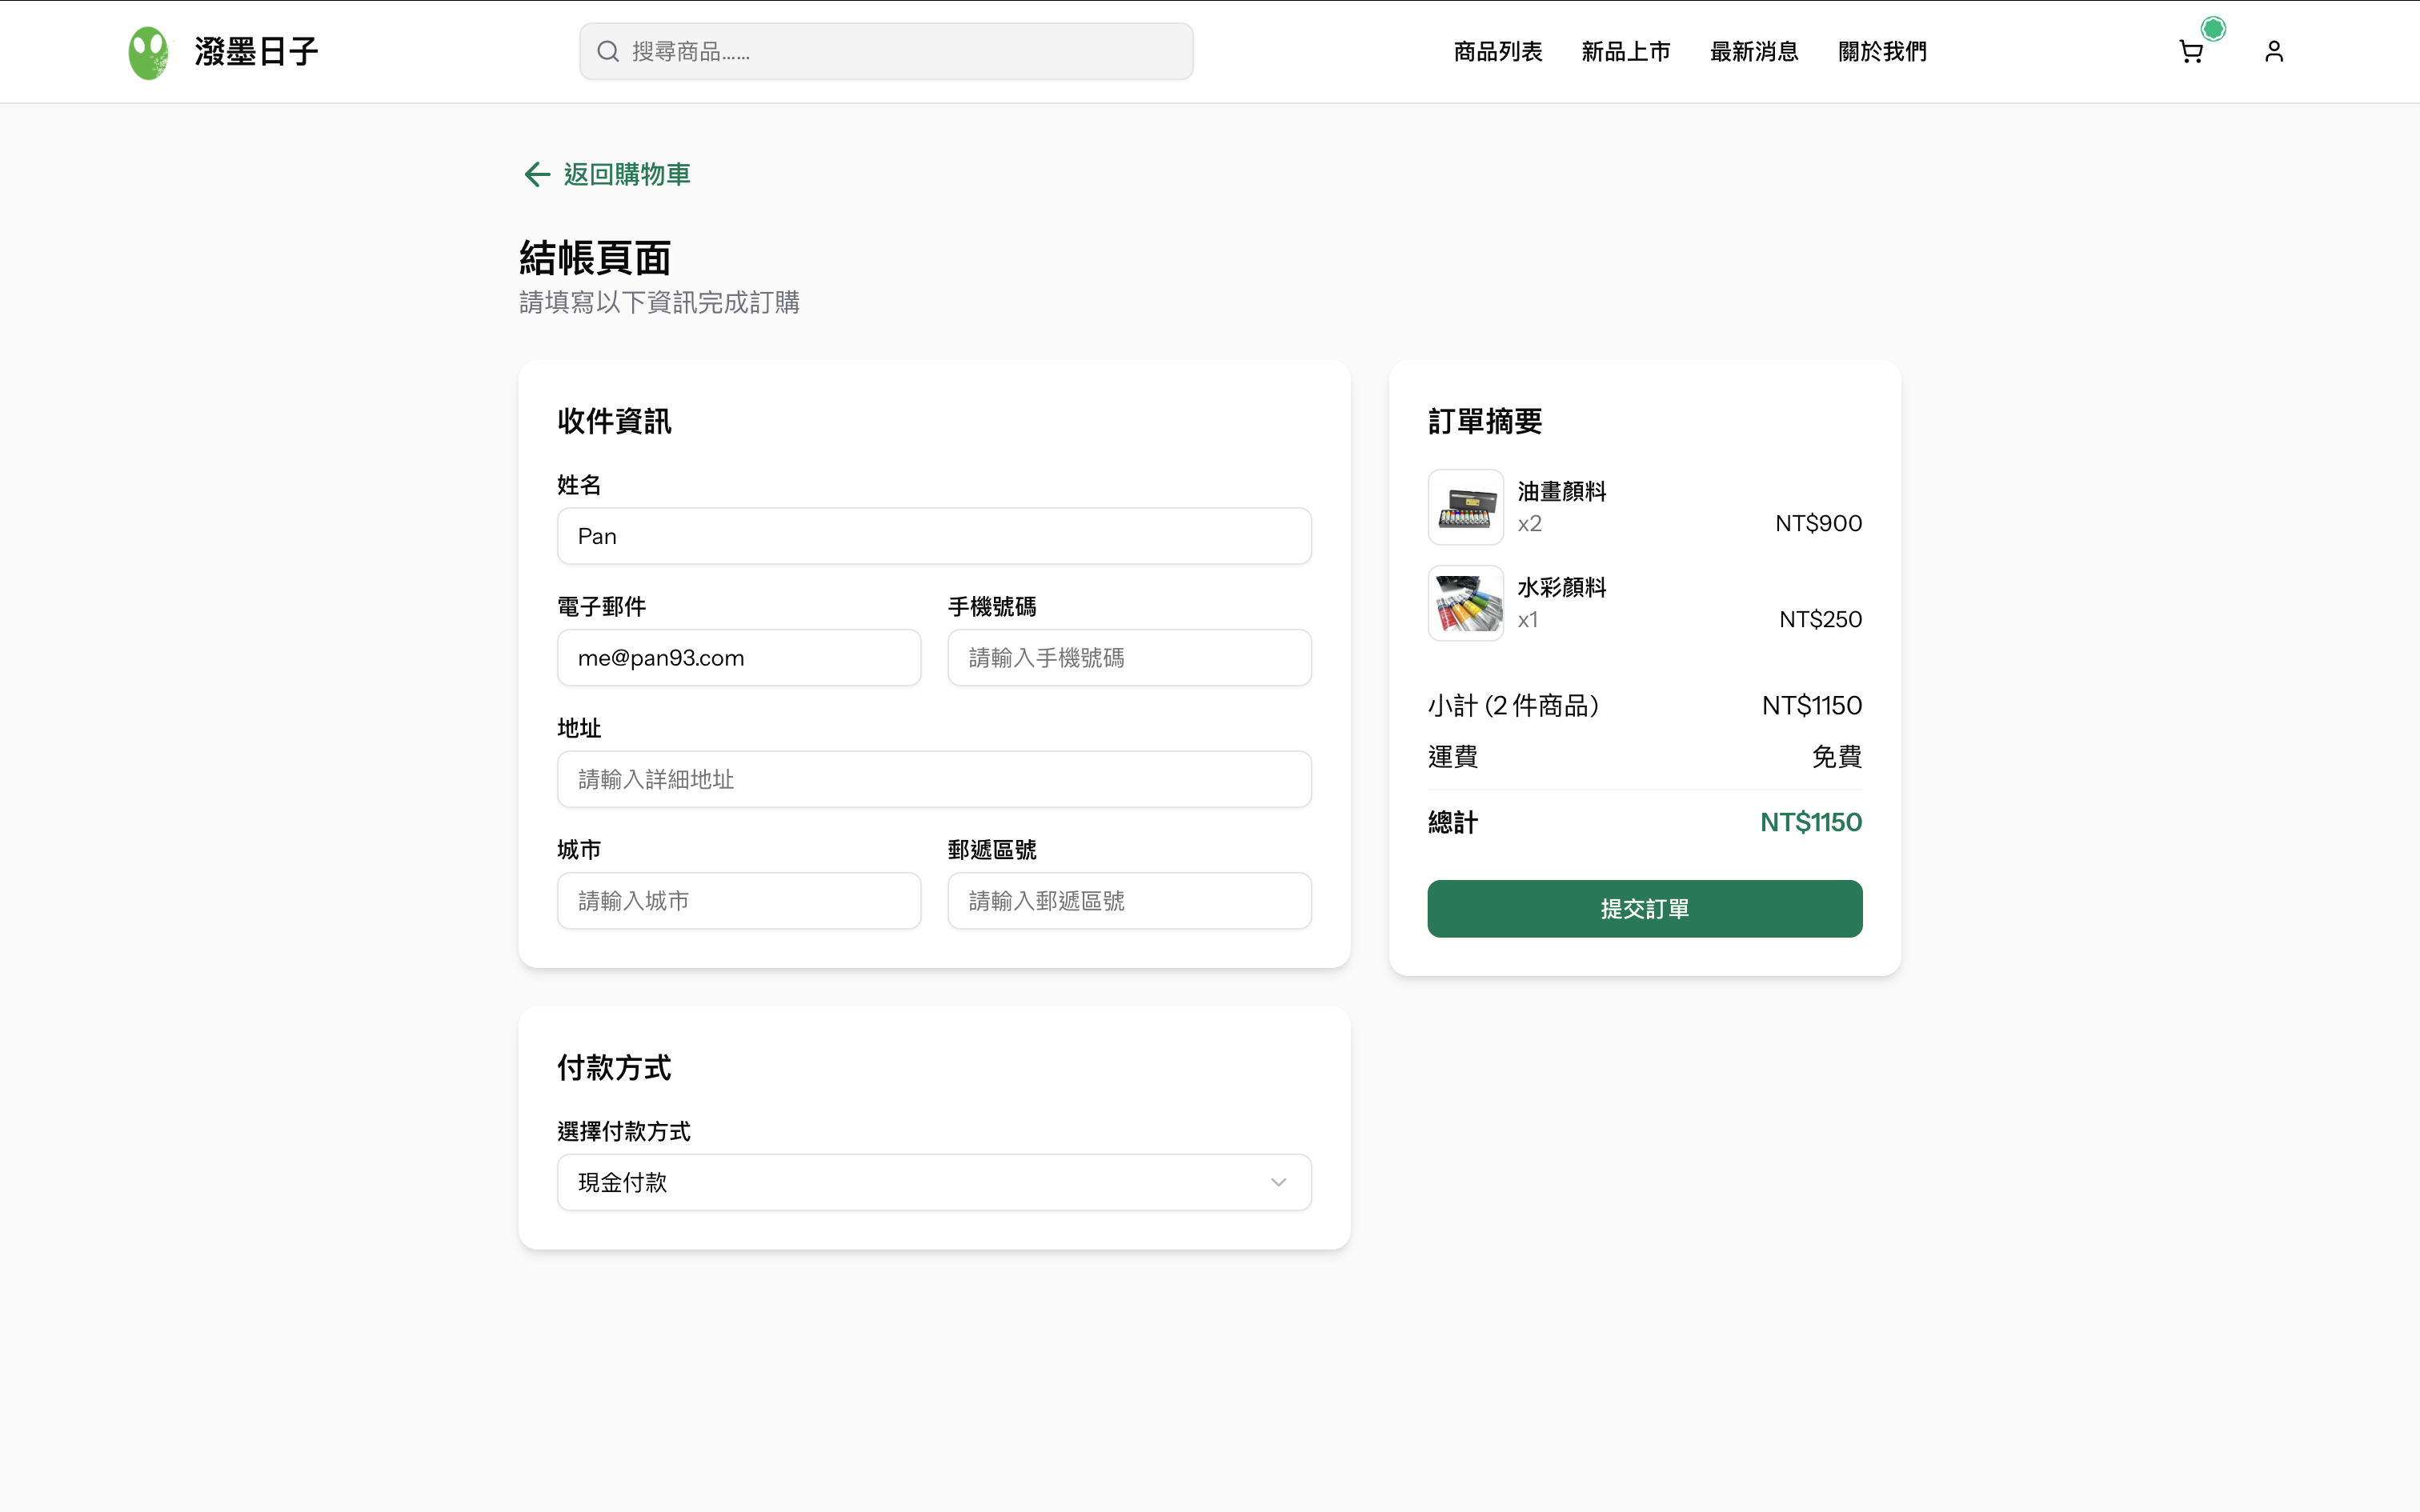 潑墨日子
搜尋商品......
商品列表
新品上市
最新消息
關於我們
返回購物車
結帳頁面
請填寫以下資訊完成訂購
收件資訊
姓名
Pan
電子郵件
手機號碼
me@pan93.com
請輸入手機號碼
地址
請輸入詳細地址
城市
郵遞區號
請輸入城市
請輸入郵遞區號
付款方式
選擇付款方式
現金付款
訂單摘要
油畫顏料
x2
NT$900
水彩顏料
x1
NT$250
小計 (2 件商品)
NT$1150
運費
免費
總計
NT$1150
提交訂單